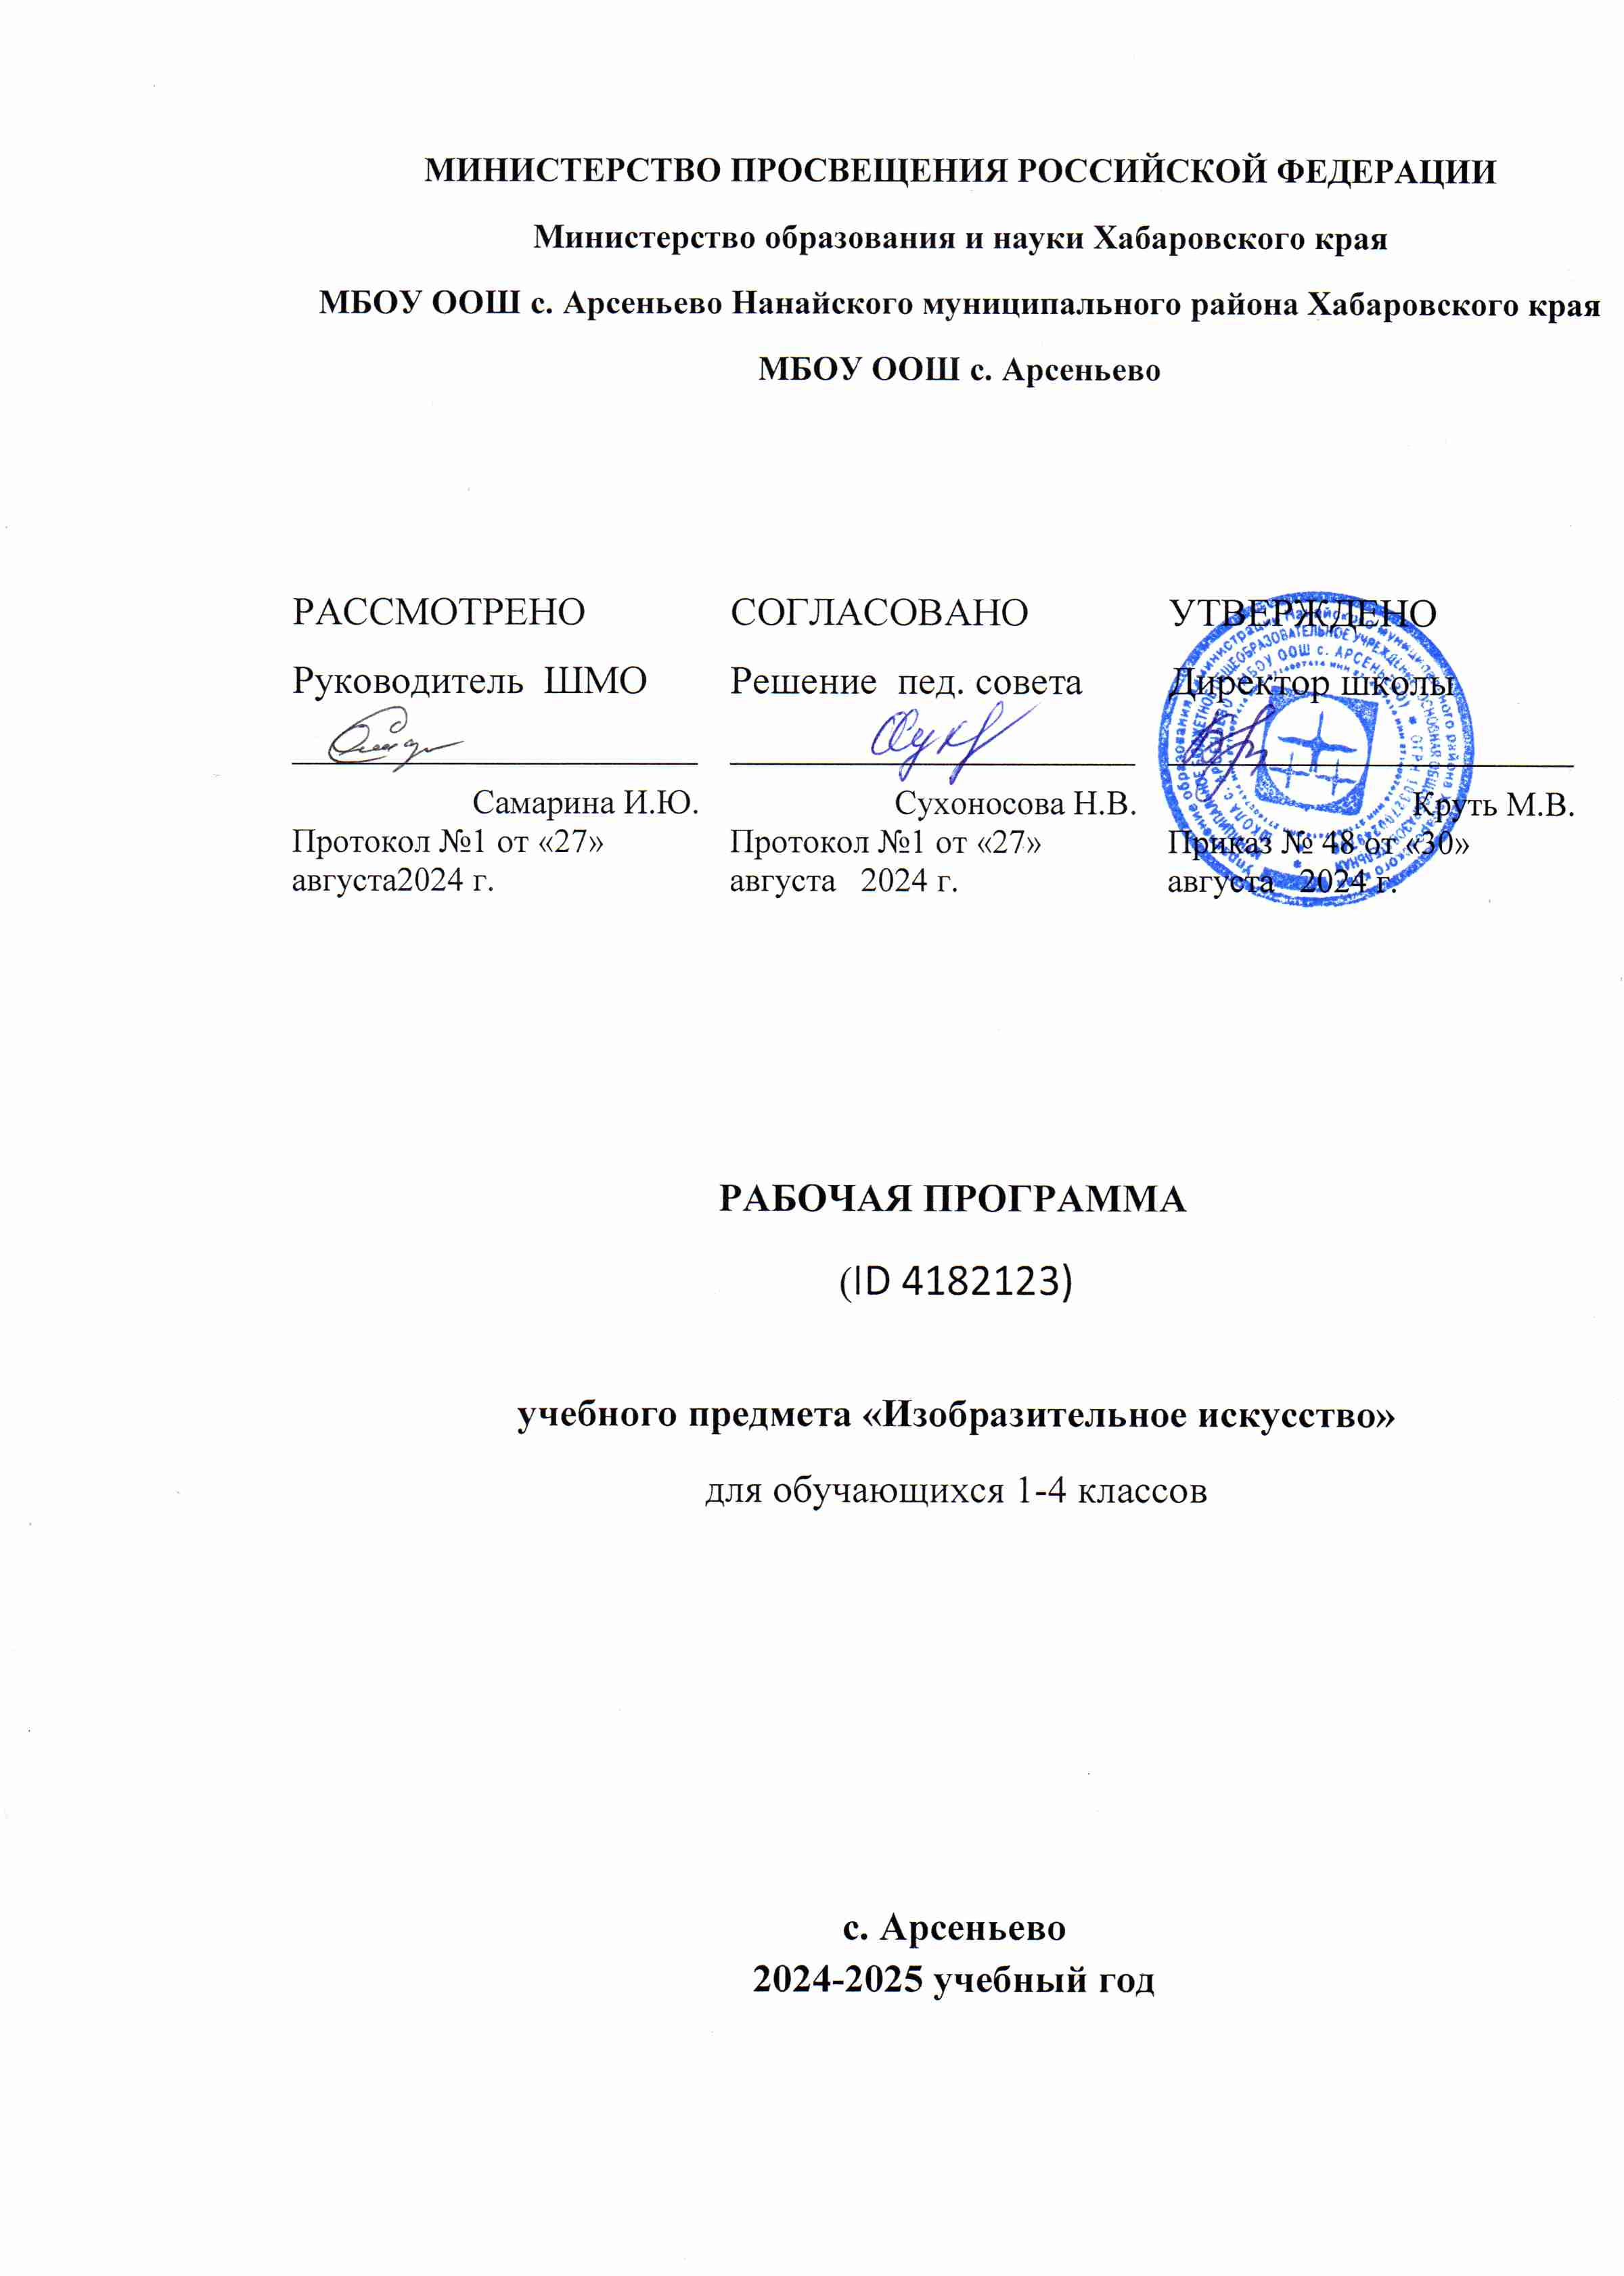 МИНИСТЕРСТВО ПРОСВЕЩЕНИЯ РОССИЙСКОЙ ФЕДЕРАЦИИ
Министерство образования и науки Хабаровского края
МБОУ ООШ с. Арсеньево Нанайского муниципального района Хабаровского края
МБОУ ООШ с. Арсеньево
РАССМОТРЕНО
Руководитель ШМО
Самарина И.Ю.
Протокол №1 от «27»
августа2024 г.
СОГЛАСОВАНО
Решение пед. совета
Сухоносова Н.В.
Протокол №1 от «27»
августа 2024 г.
УТВЕРЖДЕНО
Директор школы
Круть М.В.
Приказ № 48 от «30»
августа 2024 г.
МБОУ ООШ с. АРСЕНЬЕВО
РАБОЧАЯ ПРОГРАММА
(ID 4182123)
учебного предмета «Изобразительное искусство»
для обучающихся 1-4 классов
с. Арсеньево
2024-2025 учебный год